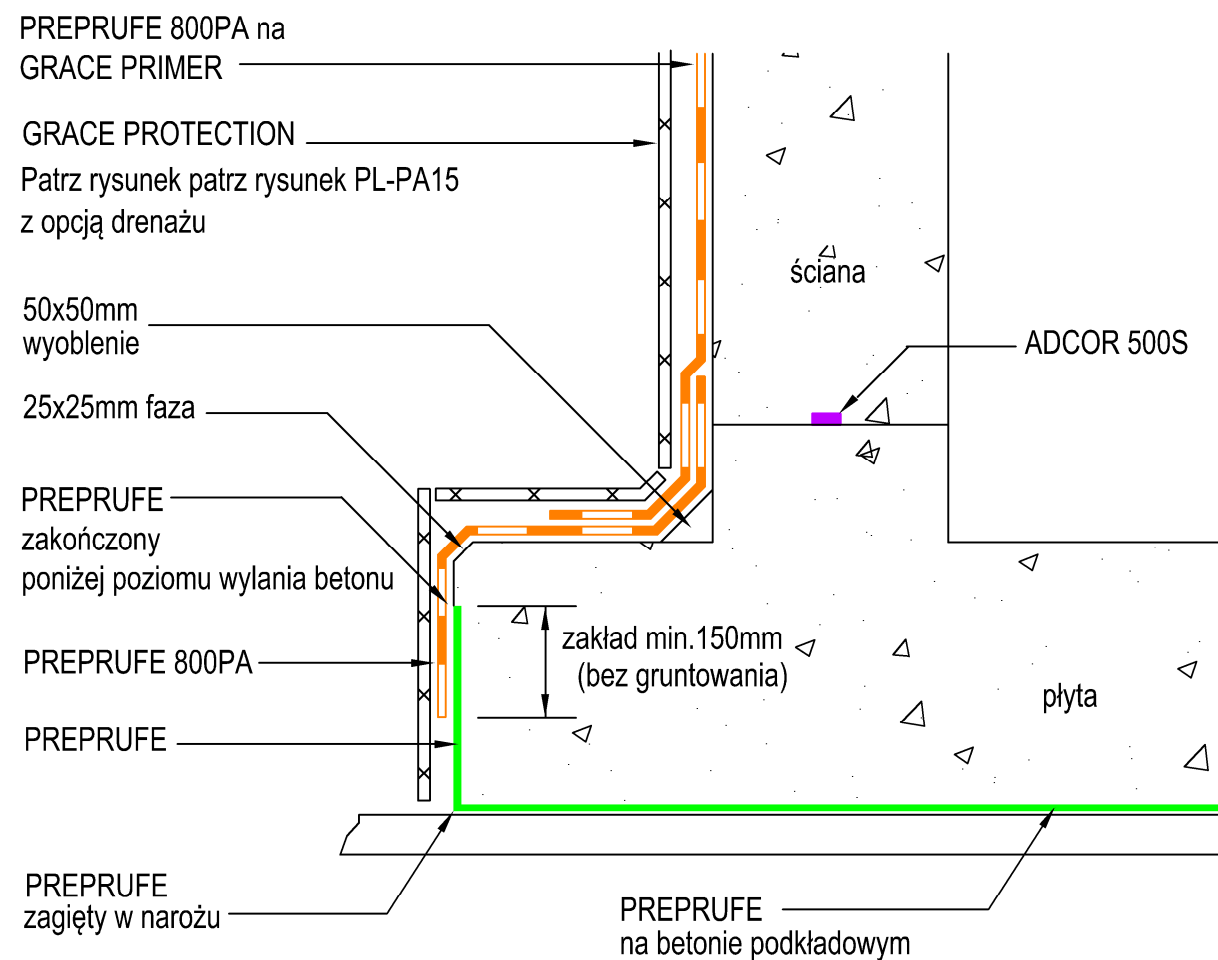 PREPRUFE 800PA na
GRACE PRIMER
GRACE PROTECTION
Patrz rysunek patrz rysunek PL-PA15
z opcją drenażu
50x50mm
wyoblenie
25x25mm faza
PREPRUFE
zakończony
poniżej poziomu wylania betonu
PREPRUFE 800PA
PREPRUFE
PREPRUFE
zagięty w narożu
ściana
ADCOR 500S
zakład min.150mm
(bez gruntowania)
płyta
PREPRUFE
na betonie podkładowym